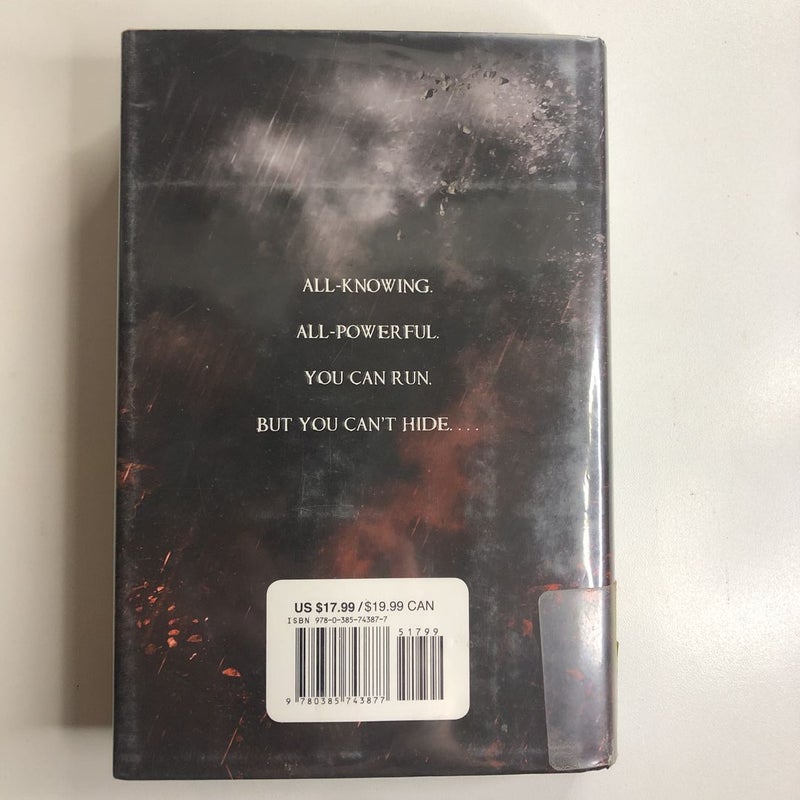 ALL-KNOWING.
ALL-POWERFUL.
YOU CAN RUN.
BUT YOU CAN'T HIDE....
US $17.99 / $19.99 CAN
ISBN 978-0-385-74387-7
51799
9 780385 743877